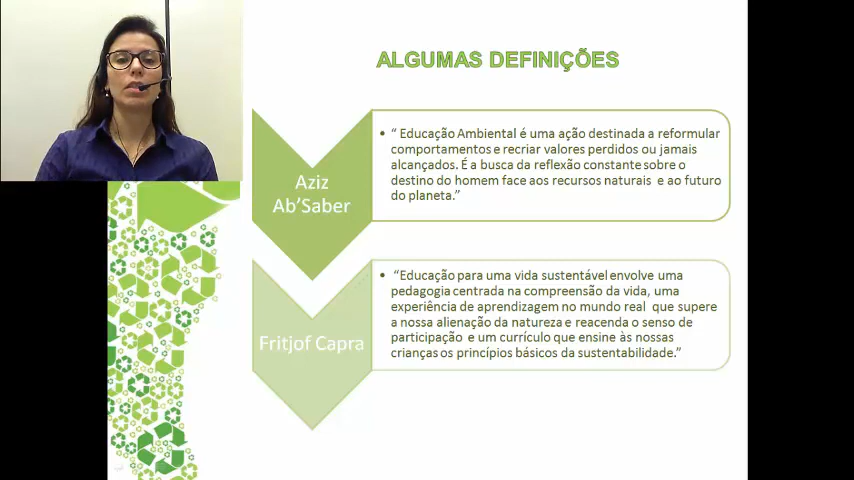 ALGUMAS DEFINIÇÕES
Aziz
Ab’Saber
• “ Educação Ambiental é uma ação destinada a reformular
comportamentos e recriar valores perdidos ou jamais
alcançados. É a busca da reflexão constante sobre o
destino do homem face aos recursos naturais e ao futuro
do planeta.”
Fritjof Capra
• “Educação para uma vida sustentável envolve uma
pedagogia centrada na compreensão da vida, uma
experiência de aprendizagem no mundo real que supere
a nossa alienação da natureza e reacenda o senso de
participação e um currículo que ensine às nossas
crianças os princípios básicos da sustentabilidade.”